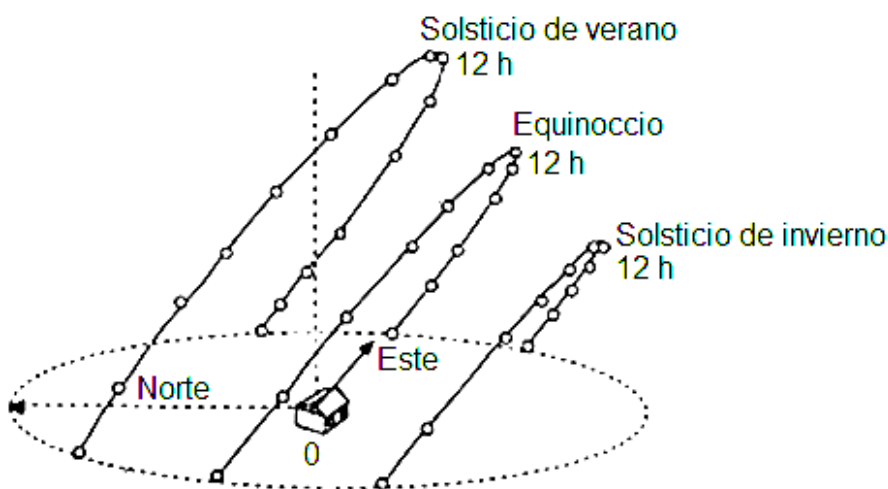 Solsticio de verano
12 h
Equinoccio
12 h
Solsticio de invierno
12 h
Este
Norte
0